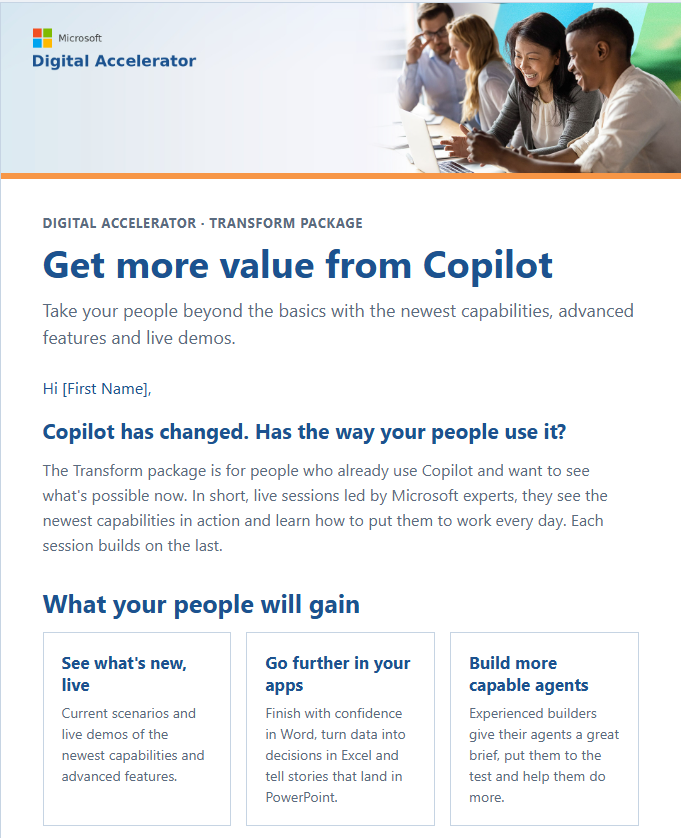 Microsoft
Digital Accelerator
DIGITAL ACCELERATOR · TRANSFORM PACKAGE
Get more value from Copilot
Take your people beyond the basics with the newest capabilities, advanced
features and live demos.
Hi [First Name],
Copilot has changed. Has the way your people use it?
The Transform package is for people who already use Copilot and want to see
what's possible now. In short, live sessions led by Microsoft experts, they see the
newest capabilities in action and learn how to put them to work every day. Each
session builds on the last.
What your people will gain
See what's new,
live
Current scenarios and
live demos of the
newest capabilities and
advanced features.
Go further in your
apps
Finish with confidence
in Word, turn data into
decisions in Excel and
tell stories that land in
PowerPoint.
Build more
capable agents
Experienced builders
give their agents a great
brief, put them to the
test and help them do
more.